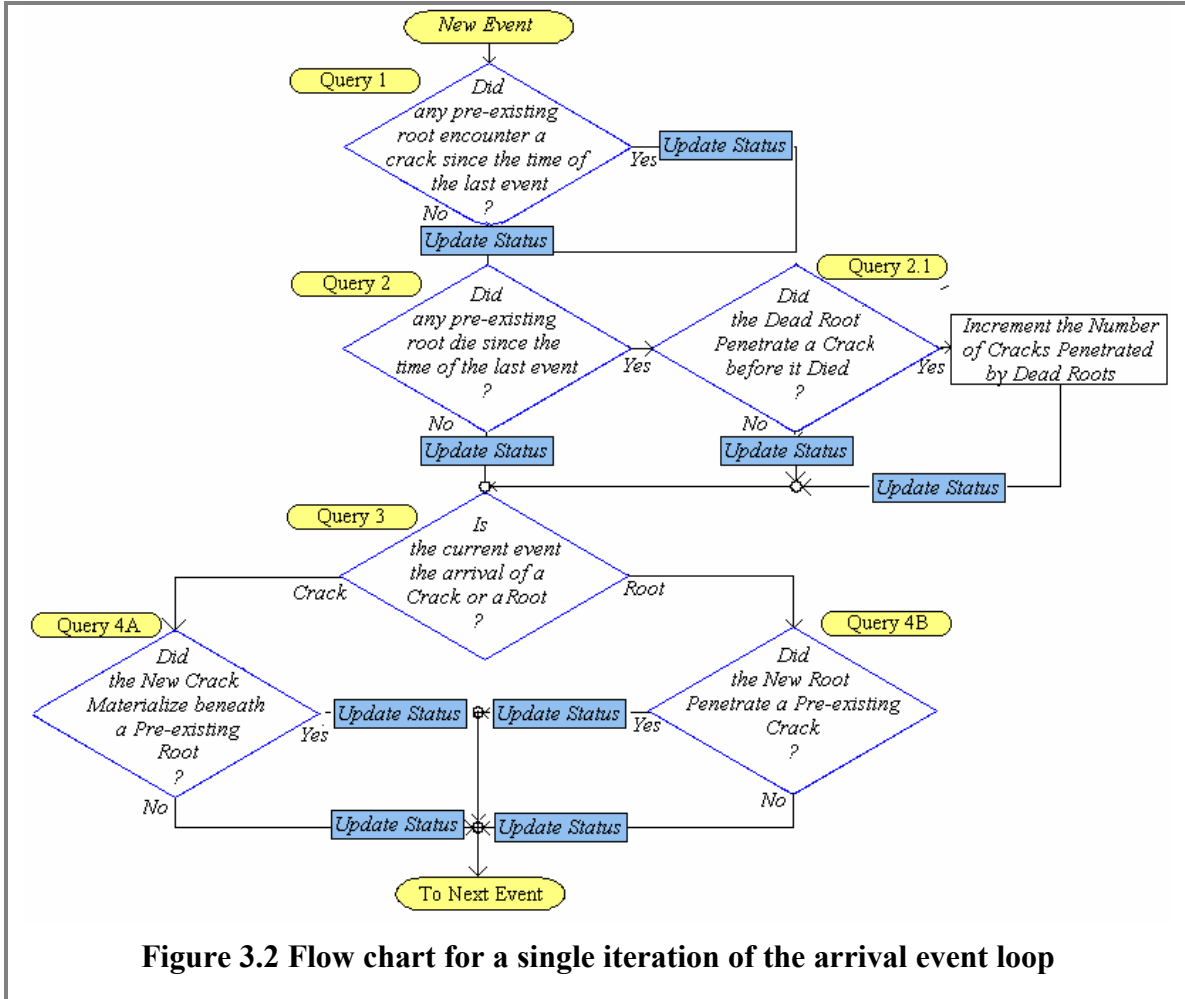 New Event
Query 1
Did
any pre-existing
root encounter a
crack since the time of
the last event
?
Yes
Update Status
No
Update Status
Query 2
Did
any pre-existing
root die since the
time of the last event
?
Yes
No
Update Status
Query 2.1
Did
the Dead Root
Penetrate a Crack
before it Died
?
Yes
No
Update Status
Increment the Number
of Cracks Penetrated
by Dead Roots
Update Status
Query 3
Is
the current event
the arrival of a
Crack or a Root
?
Crack
Root
Query 4A
Did
the New Crack
Materialize beneath
a Pre-existing
Root
?
Yes
Update Status
No
Update Status
Query 4B
Did
the New Root
Penetrate a Pre-existing
Crack
?
Yes
Update Status
No
Update Status
To Next Event
Figure 3.2 Flow chart for a single iteration of the arrival event loop